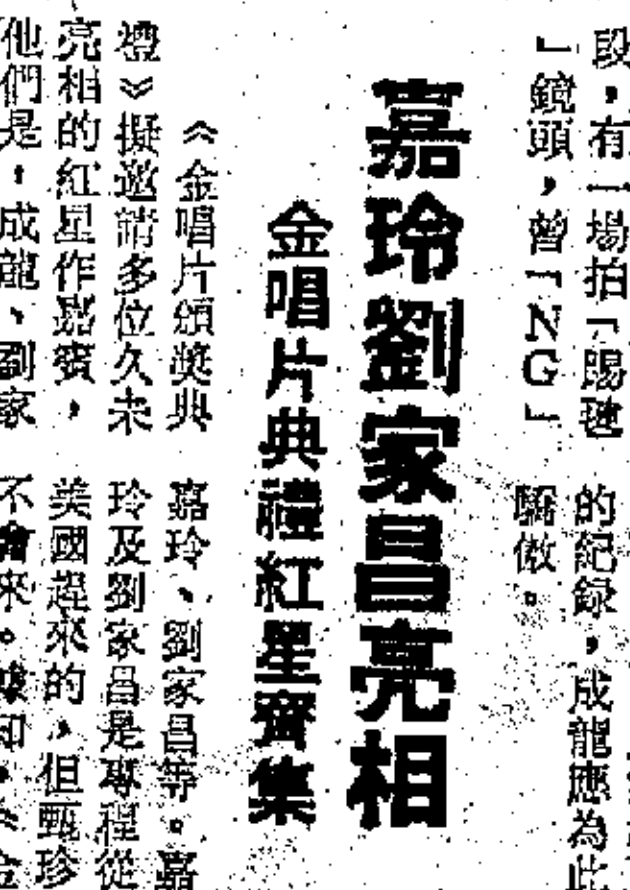 段，有一場拍「踢毽
」鏡頭，曾「NG」
的紀錄，成龍應為此
驕傲。
嘉玲劉家昌亮相
金唱片典禮紅星齊集
《金唱片頒奬典
禮》擬邀請多位久未
亮相的紅星作嘉賓，
他們是，成龍、劉家
嘉玲、劉家昌等。嘉
玲及劉家昌是專程從
美國趕來的，但甄珍
不會來。據知，《金